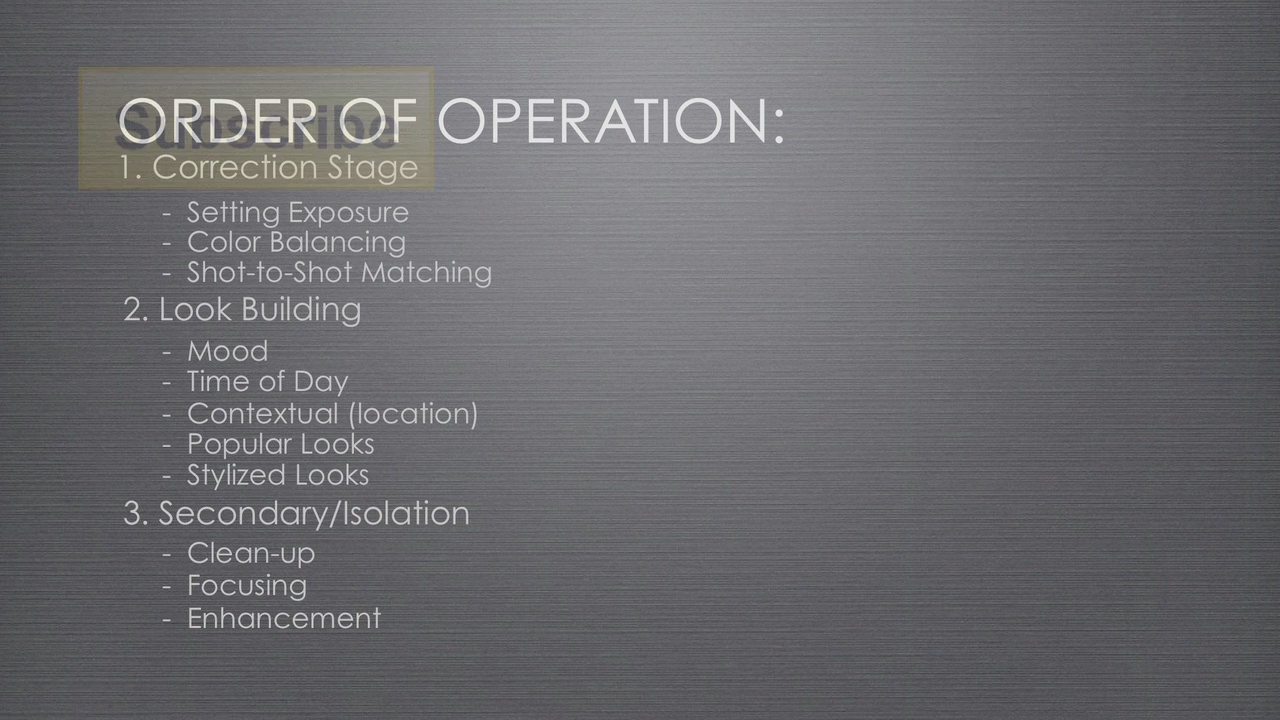 Subscribe
ORDER OF OPERATION:
1. Correction Stage
- Setting Exposure
- Color Balancing
- Shot-to-Shot Matching
2. Look Building
- Mood
- Time of Day
- Contextual (location)
- Popular Looks
- Stylized Looks
3. Secondary/Isolation
- Clean-up
- Focusing
- Enhancement